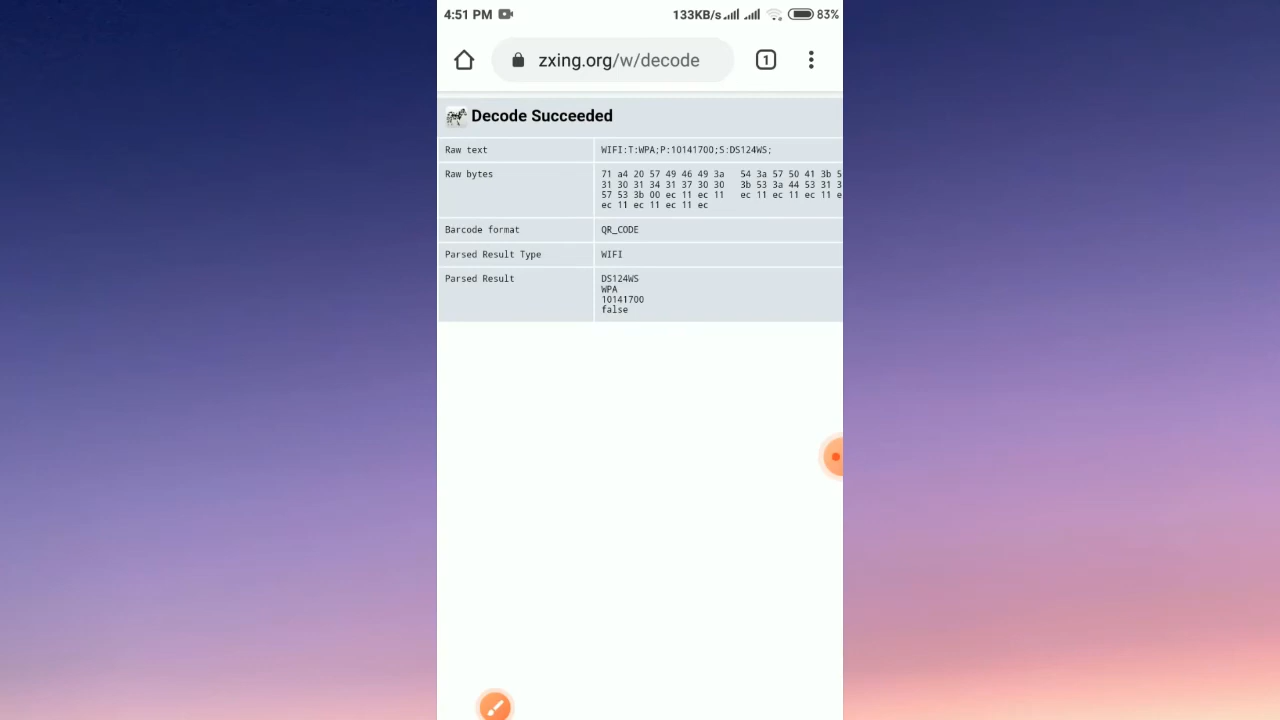 4:51 PM 133KB/s 83%
zxing.org/w/decode 1
Decode Succeeded
Raw text WIFI:T:WPA;P:10141700;S:DS124WS;
Raw bytes 71 a4 20 57 49 46 49 3a 54 3a 57 50 41 3b 5
31 30 31 34 31 37 30 30 3b 53 3a 44 53 31 3
57 53 3b 00 ec 11 ec 11 ec 11 ec 11 ec 11 e
ec 11 ec 11 ec 11 ec
Barcode format QR_CODE
Parsed Result Type WIFI
Parsed Result DS124WS
WPA
10141700
false